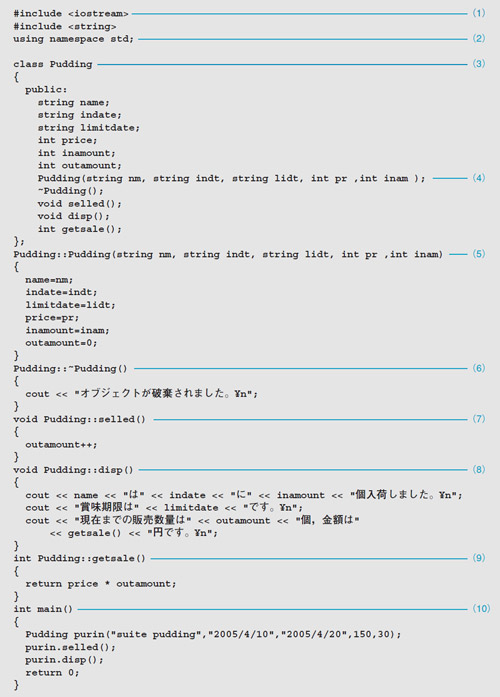 #include <iostream> (1)
#include <string>
using namespace std; (2)
class Pudding (3)
{
public:
string name;
string indate;
string limitdate;
int price;
int inamount;
int outamount;
Pudding(string nm, string indt, string lidt, int pr ,int inam ); (4)
~Pudding();
void selled();
void disp();
int getsale();
};
Pudding::Pudding(string nm, string indt, string lidt, int pr ,int inam) (5)
{
name=nm;
indate=indt;
limitdate=lidt;
price=pr;
inamount=inam;
outamount=0;
}
Pudding::~Pudding() (6)
{
cout << "オブジェクトが破棄されました。¥n";
}
void Pudding::selled() (7)
{
outamount++;
}
void Pudding::disp() (8)
{
cout << name << "は" << indate << "に" << inamount << "個入荷しました。¥n";
cout << "賞味期限は" << limitdate << "です。¥n";
cout << "現在までの販売数量は" << outamount << "個，金額は"
<< getsale() << "円です。¥n";
}
int Pudding::getsale() (9)
{
return price * outamount;
}
int main() (10)
{
Pudding purin("suite pudding","2005/4/10","2005/4/20",150,30);
purin.selled();
purin.disp();
return 0;
}